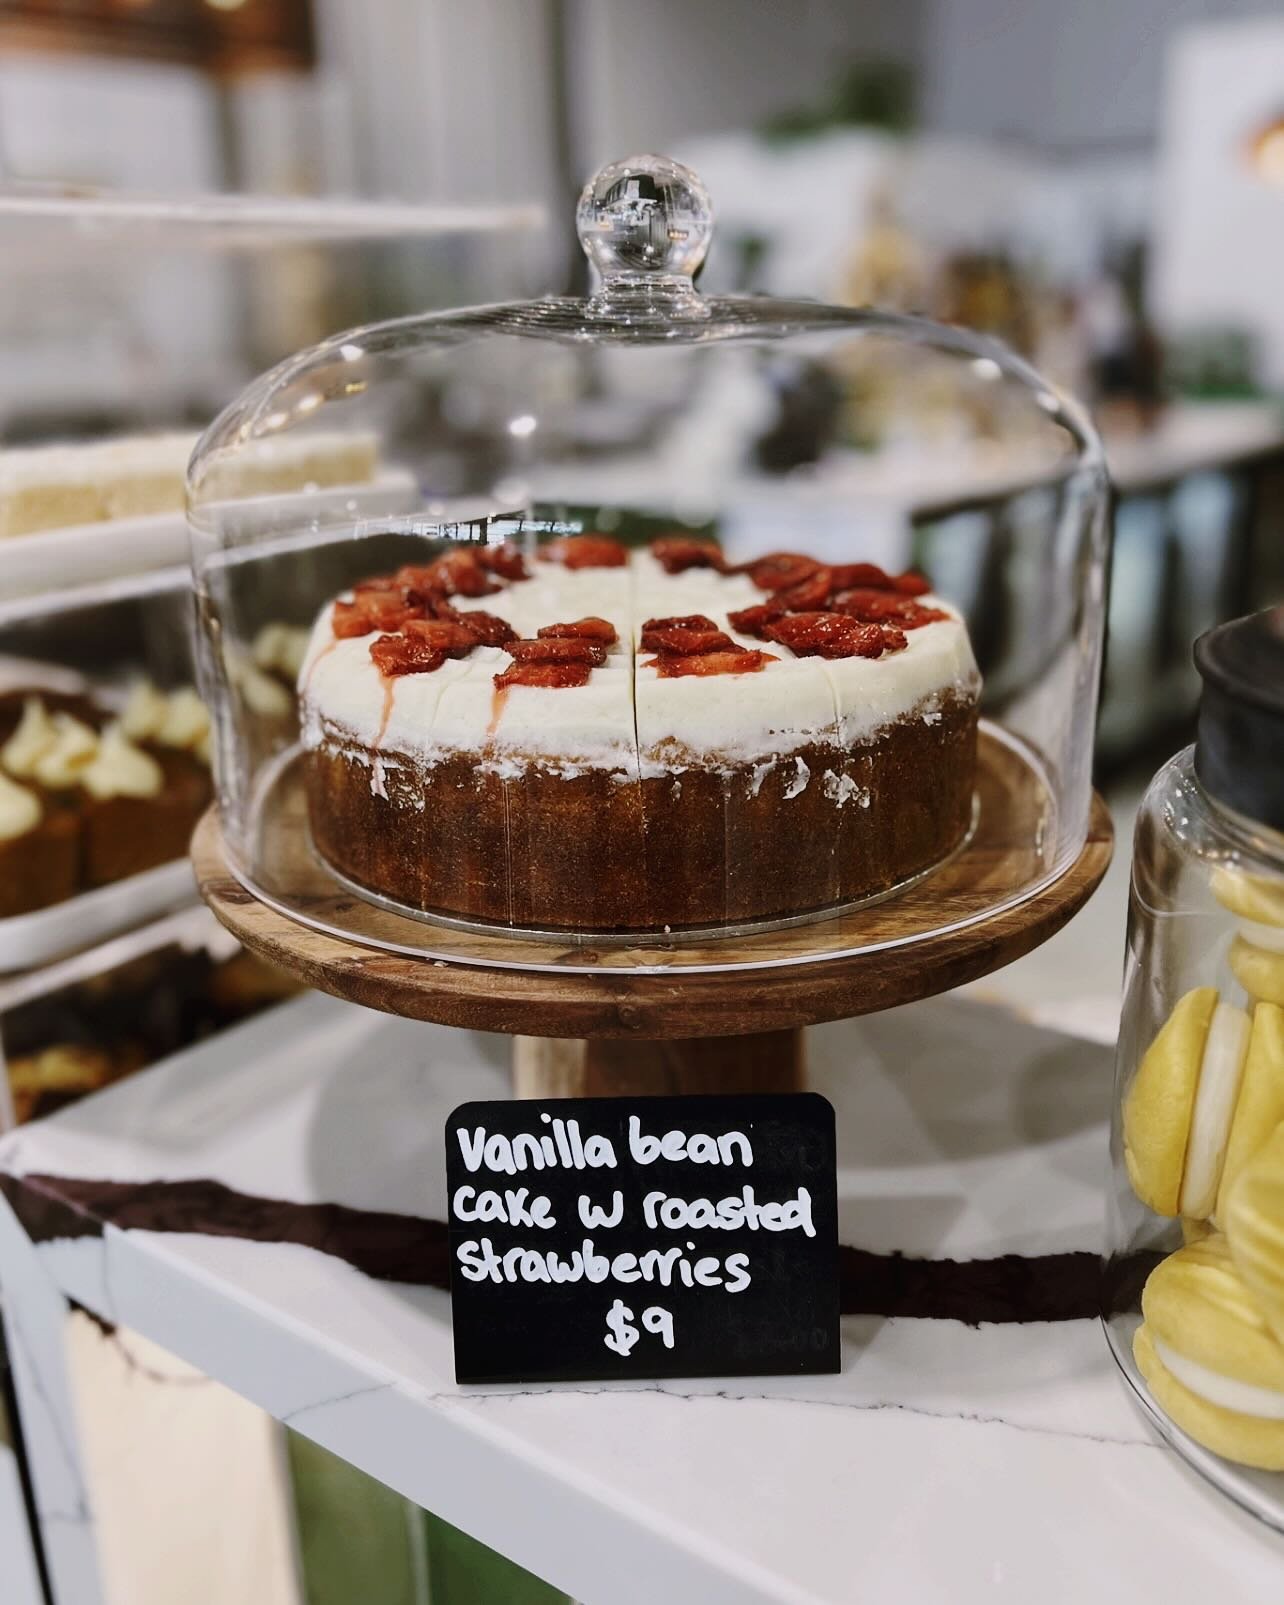 Vanilla bean
cake w roasted
strawberries
$9